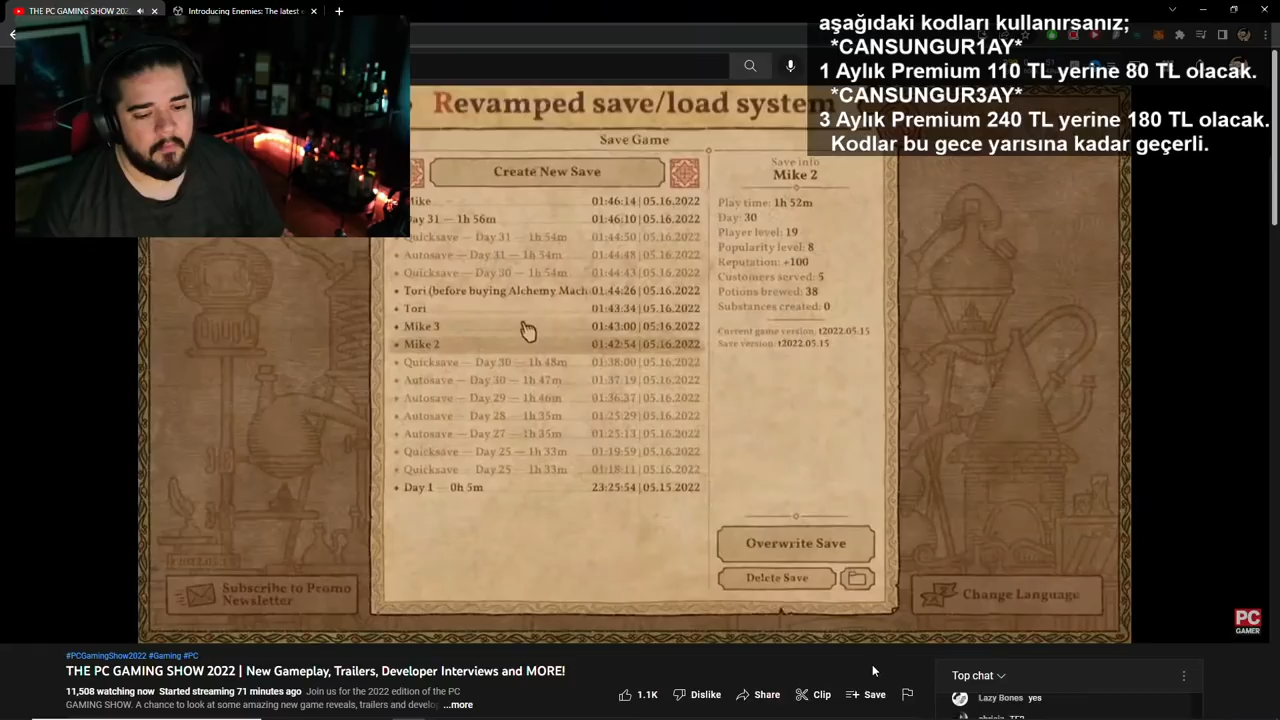 THE PC GAMING SHOW 202
Introducing Enemies: The latest
aşağıdaki kodları kullanırsanız;
*CANSUNGUR1AY*
1 Aylık Premium 110 TL yerine 80 TL olacak.
*CANSUNGUR3AY*
3 Aylık Premium 240 TL yerine 180 TL olacak.
Kodlar bu gece yarısına kadar geçerli.
Revamped save/load system
Save Game
Create New Save
Mike 01:46:14 | 05.16.2022
Day 31 — 1h 56m 01:46:10 | 05.16.2022
Quicksave — Day 31 — 1h 54m 01:44:50 | 05.16.2022
Autosave — Day 31 — 1h 54m 01:44:48 | 05.16.2022
Quicksave — Day 30 — 1h 54m 01:44:43 | 05.16.2022
Tori (before buying Alchemy Mach 01:44:26 | 05.16.2022
Tori 01:43:34 | 05.16.2022
Mike 3 01:43:00 | 05.16.2022
Mike 2 01:42:54 | 05.16.2022
Quicksave — Day 30 — 1h 48m 01:38:00 | 05.16.2022
Autosave — Day 30 — 1h 47m 01:37:19 | 05.16.2022
Autosave — Day 29 — 1h 46m 01:36:37 | 05.16.2022
Autosave — Day 28 — 1h 35m 01:25:29 | 05.16.2022
Autosave — Day 27 — 1h 35m 01:25:13 | 05.16.2022
Quicksave — Day 25 — 1h 33m 01:19:59 | 05.16.2022
Quicksave — Day 25 — 1h 33m 01:18:11 | 05.16.2022
Day 1 — 0h 5m 23:25:54 | 05.15.2022
Save info
Mike 2
Play time: 1h 52m
Day: 30
Player level: 19
Popularity level: 8
Reputation: +100
Customers served: 5
Potions brewed: 38
Substances created: 0
Current game version: t2022.05.15
Save version: t2022.05.15
Overwrite Save
Delete Save
Subscribe to Promo
Newsletter
Change Language
PC
GAMER
#PCGamingShow2022 #Gaming #PC
THE PC GAMING SHOW 2022 | New Gameplay, Trailers, Developer Interviews and MORE!
11,508 watching now Started streaming 71 minutes ago Join us for the 2022 edition of the PC
GAMING SHOW. A chance to look at some amazing new game reveals, trailers and develo ...more
1.1K
Dislike
Share
Clip
Save
Top chat
Lazy Bones yes